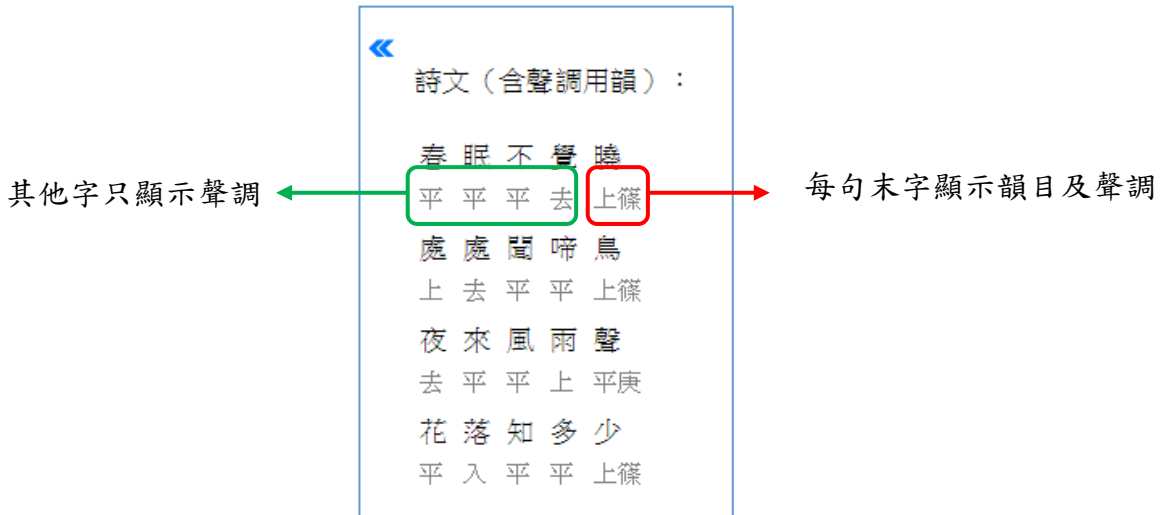 詩文（含聲調用韻）：
春 眠 不 覺 曉
平 平 平 去 上篠
處 處 聞 啼 鳥
上 去 平 平 上篠
夜 來 風 雨 聲
去 平 平 上 平庚
花 落 知 多 少
平 入 平 平 上篠
其他字只顯示聲調
每句末字顯示韻目及聲調